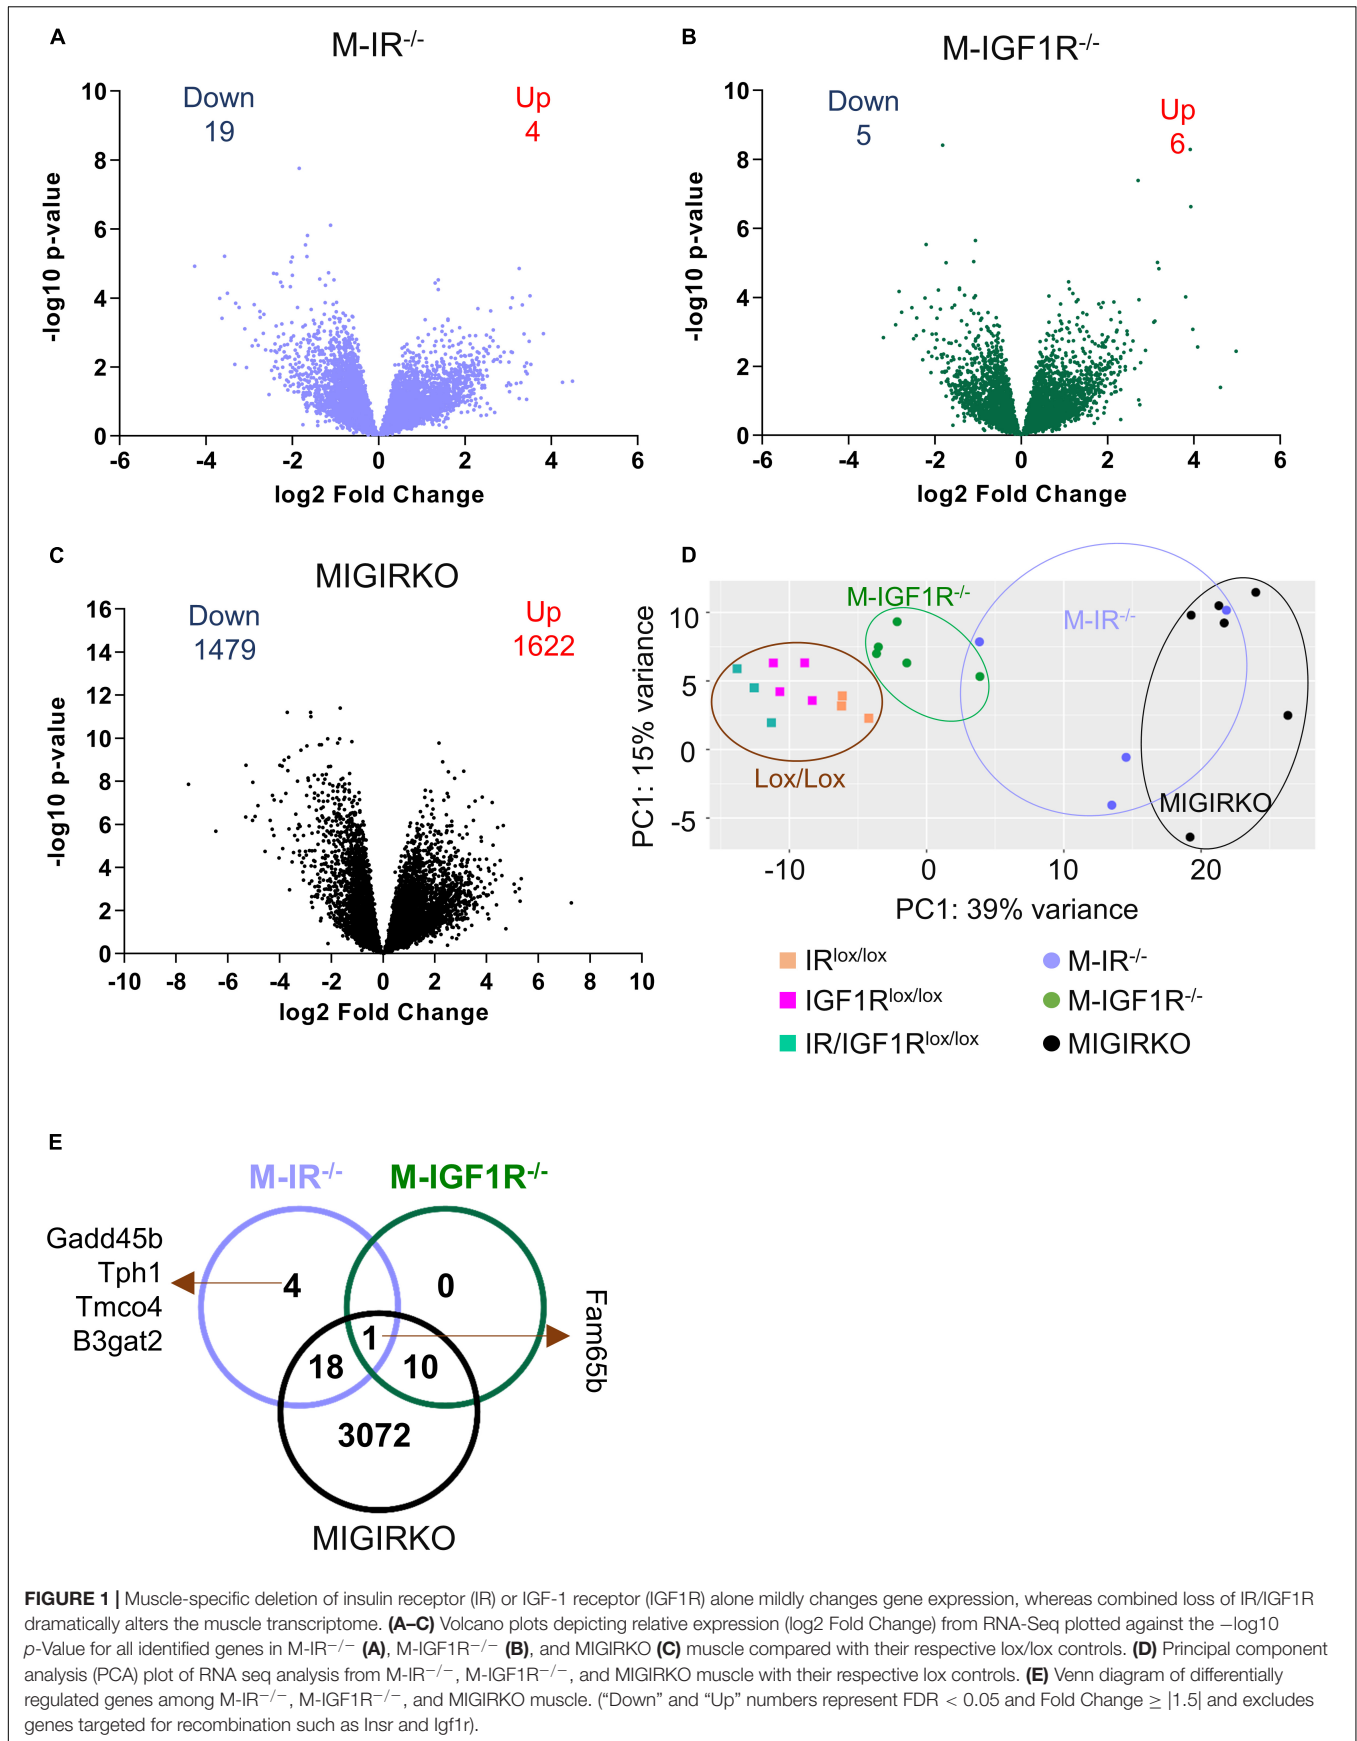 A
M-IR-/-
Down
19
Up
4
10
8
6
4
2
0
-log10 p-value
-6 -4 -2 0 2 4 6
log2 Fold Change
B
M-IGF1R-/-
Down
5
Up
6
10
8
6
4
2
0
-log10 p-value
-6 -4 -2 0 2 4 6
log2 Fold Change
C
MIGIRKO
Down
1479
Up
1622
16
14
12
10
8
6
4
2
0
-log10 p-value
-10 -8 -6 -4 -2 0 2 4 6 8 10
log2 Fold Change
D
M-IGF1R-/-
M-IR-/-
Lox/Lox
MIGIRKO
10
5
0
-5
PC1: 15% variance
-10 0 10 20
PC1: 39% variance
IRlox/lox
IGF1Rlox/lox
IR/IGF1Rlox/lox
M-IR-/-
M-IGF1R-/-
MIGIRKO
E
M-IR-/- M-IGF1R-/-
Gadd45b
Tph1
Tmco4
B3gat2
4
0
1
18
10
3072
Fam65b
MIGIRKO
FIGURE 1 | Muscle-specific deletion of insulin receptor (IR) or IGF-1 receptor (IGF1R) alone mildly changes gene expression, whereas combined loss of IR/IGF1R
dramatically alters the muscle transcriptome. (A–C) Volcano plots depicting relative expression (log2 Fold Change) from RNA-Seq plotted against the −log10
p-Value for all identified genes in M-IR−/− (A), M-IGF1R−/− (B), and MIGIRKO (C) muscle compared with their respective lox/lox controls. (D) Principal component
analysis (PCA) plot of RNA seq analysis from M-IR−/−, M-IGF1R−/−, and MIGIRKO muscle with their respective lox controls. (E) Venn diagram of differentially
regulated genes among M-IR−/−, M-IGF1R−/−, and MIGIRKO muscle. (“Down” and “Up” numbers represent FDR < 0.05 and Fold Change ≥ |1.5| and excludes
genes targeted for recombination such as Insr and Igf1r).